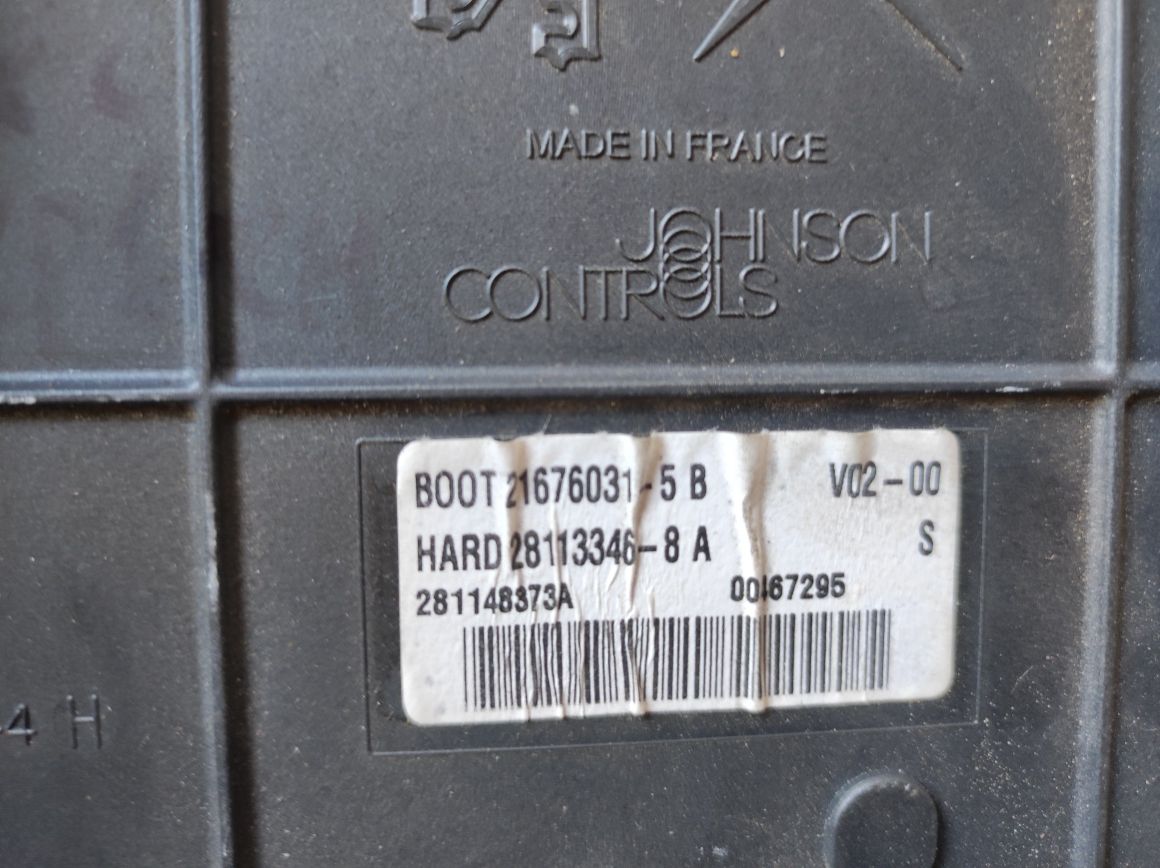 MADE IN FRANCE
JOHNSON
CONTROLS
BOOT 21676031-5 B V02-00
HARD 28113346-8 A S
281148373A 00467295
4 H